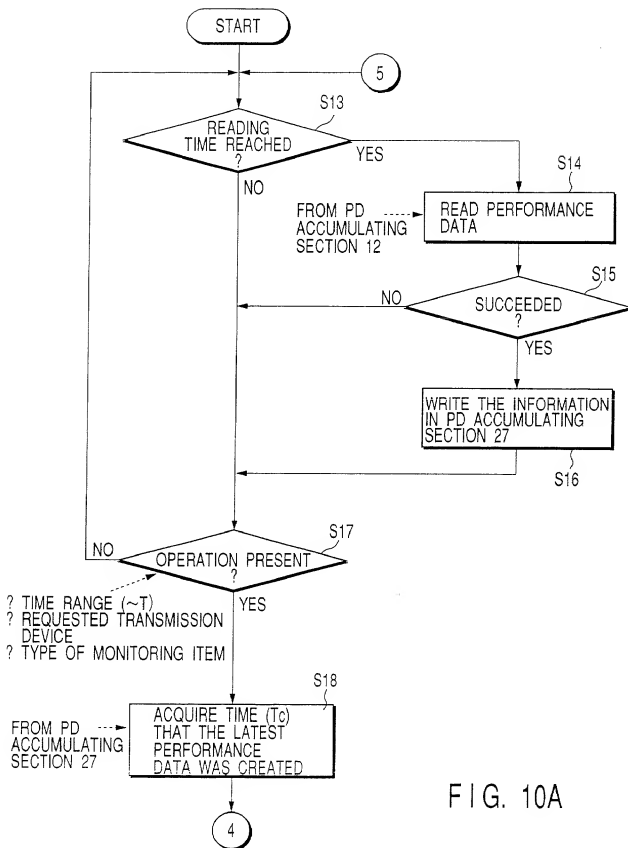 START
5
S13
READING
TIME REACHED
?
YES
NO
S14
FROM PD
ACCUMULATING
SECTION 12
READ PERFORMANCE
DATA
S15
NO
SUCCEEDED
?
YES
WRITE THE INFORMATION
IN PD ACCUMULATING
SECTION 27
S16
S17
NO
OPERATION PRESENT
?
YES
? TIME RANGE (~T)
? REQUESTED TRANSMISSION
DEVICE
? TYPE OF MONITORING ITEM
S18
FROM PD
ACCUMULATING
SECTION 27
ACQUIRE TIME (Tc)
THAT THE LATEST
PERFORMANCE
DATA WAS CREATED
4
FIG. 10A